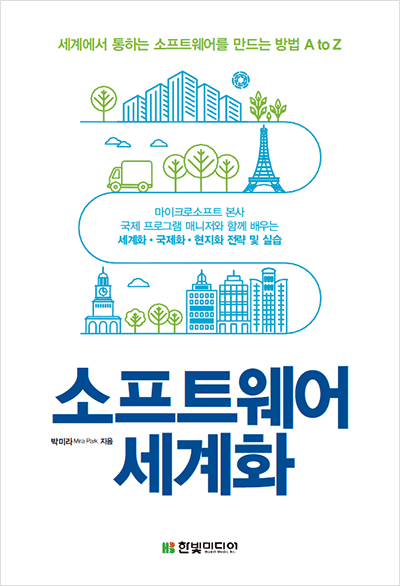 세계에서 통하는 소프트웨어를 만드는 방법 A to Z
마이크로소프트 본사
국제 프로그램 매니저와 함께 배우는
세계화·국제화·현지화 전략 및 실습
소프트웨어
박미라 Mira Park 지음
세계화
HB 한빛미디어
Hanbit Media, Inc.